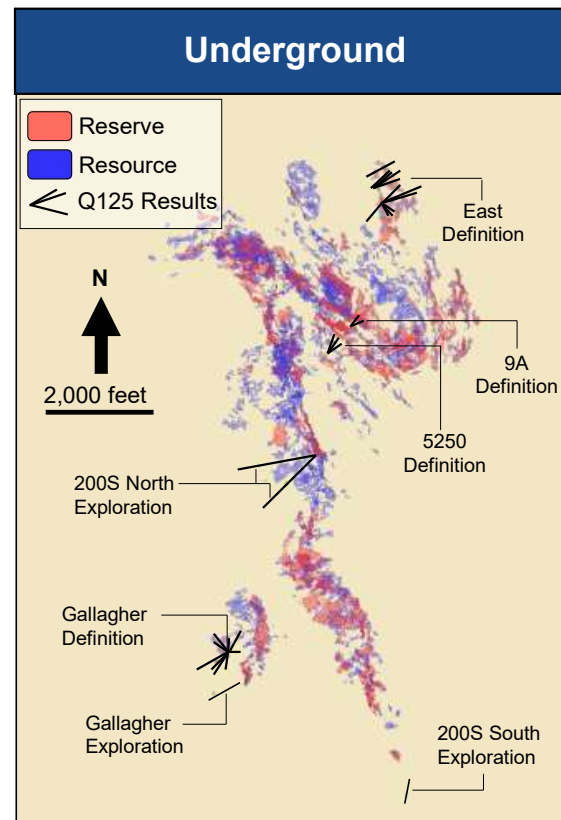 Underground
Reserve
Resource
Q125 Results
N
2,000 feet
East
Definition
9A
Definition
5250
Definition
200S North
Exploration
Gallagher
Definition
Gallagher
Exploration
200S South
Exploration